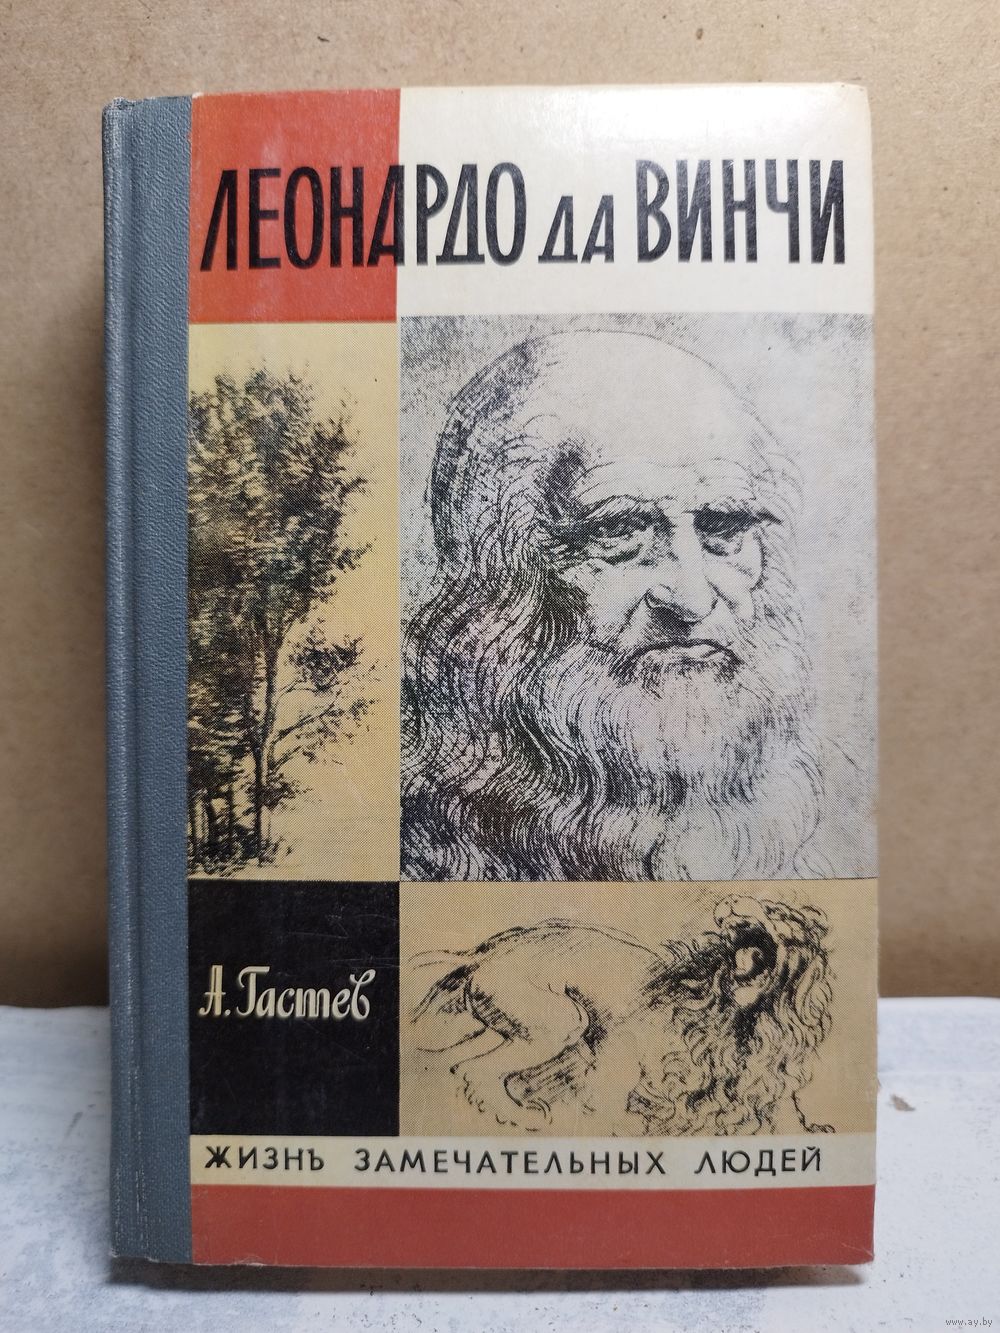 ЛЕОНАРДО ДА ВИНЧИ
А. Гастев
ЖИЗНЬ ЗАМЕЧАТЕЛЬНЫХ ЛЮДЕЙ
www.ay.by